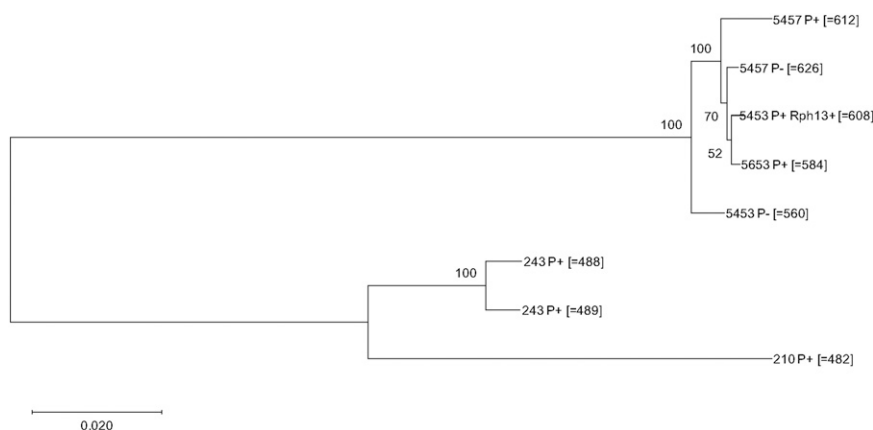 5457 P+ [=612]
100
5457 P- [=626]
70
5453 P+ Rph13+ [=608]
100
52
5653 P+ [=584]
5453 P- [=560]
243 P+ [=488]
100
243 P+ [=489]
210 P+ [=482]
0.020